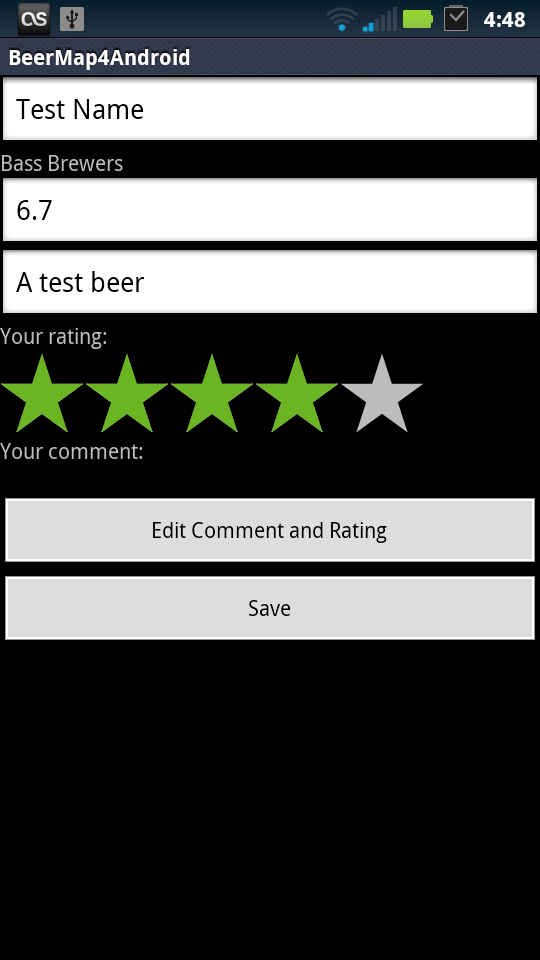 4:48
BeerMap4Android
Test Name
Bass Brewers
6.7
A test beer
Your rating:
Your comment:
Edit Comment and Rating
Save